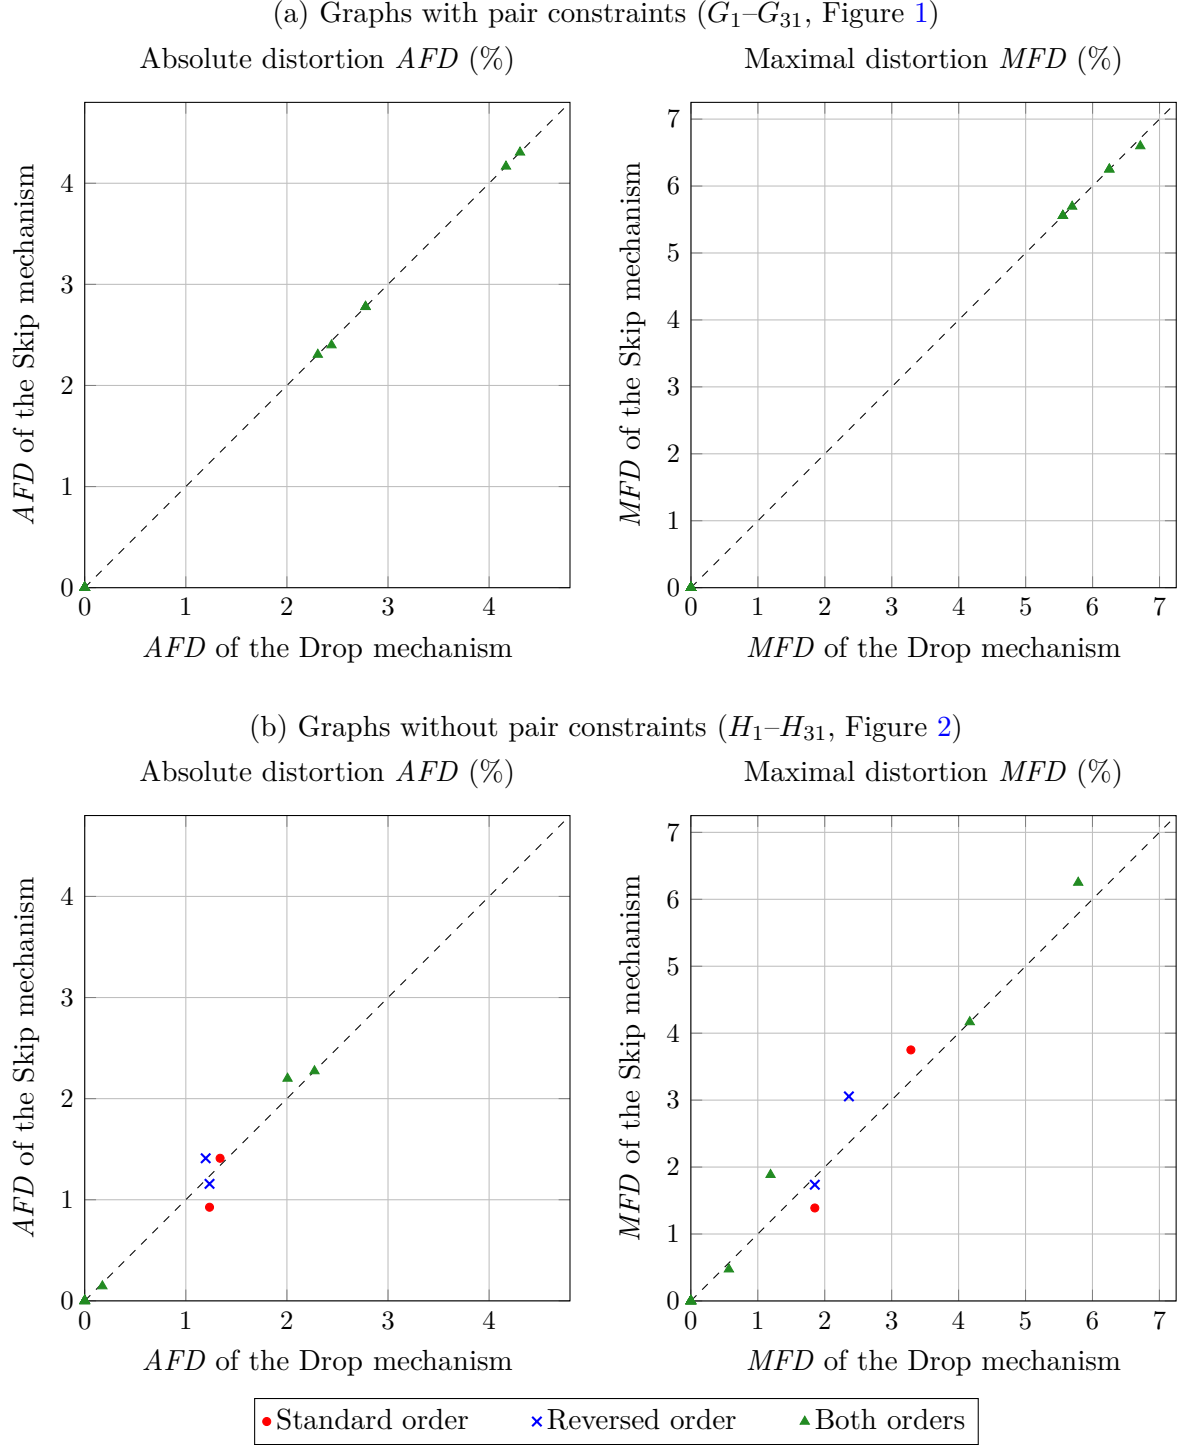 (a) Graphs with pair constraints (G1–G31, Figure 1)
Absolute distortion AFD (%)
Maximal distortion MFD (%)
AFD of the Skip mechanism
4
3
2
1
0
0 1 2 3 4
AFD of the Drop mechanism
MFD of the Skip mechanism
7
6
5
4
3
2
1
0
0 1 2 3 4 5 6 7
MFD of the Drop mechanism
(b) Graphs without pair constraints (H1–H31, Figure 2)
Absolute distortion AFD (%)
Maximal distortion MFD (%)
AFD of the Skip mechanism
4
3
2
1
0
0 1 2 3 4
AFD of the Drop mechanism
MFD of the Skip mechanism
7
6
5
4
3
2
1
0
0 1 2 3 4 5 6 7
MFD of the Drop mechanism
Standard order Reversed order Both orders